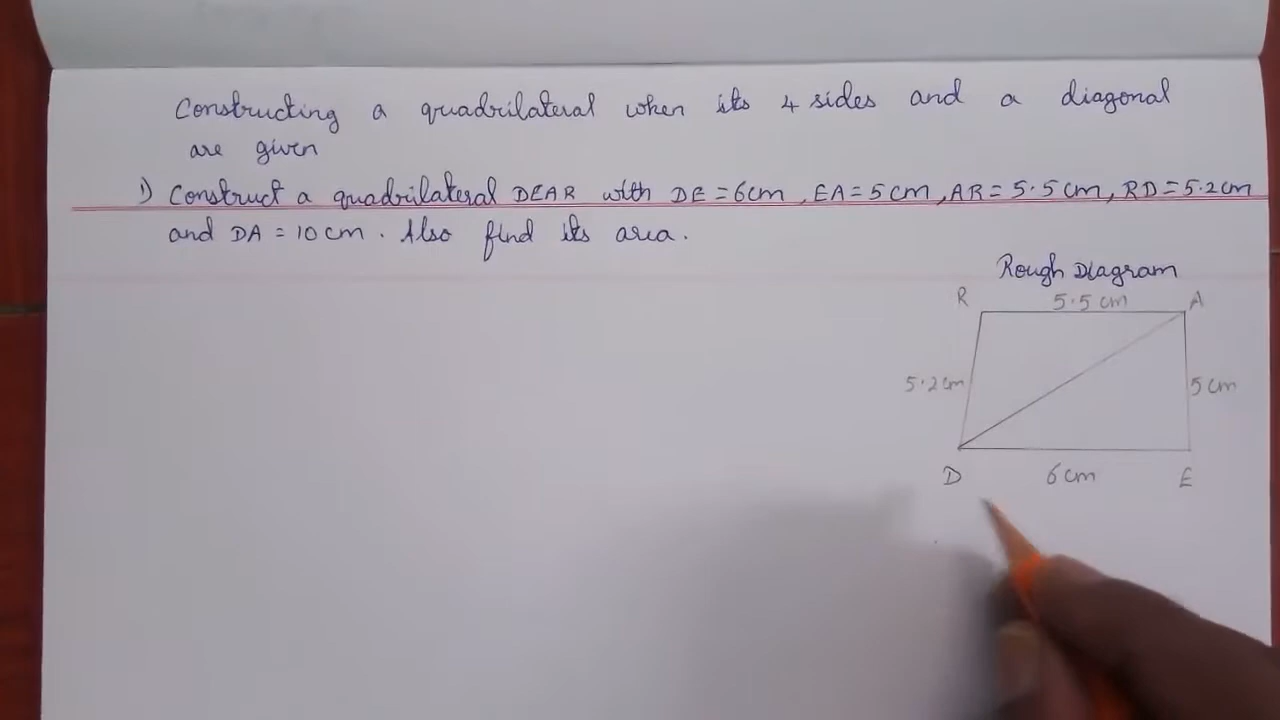 Constructing a quadrilateral when its 4 sides and a diagonal
are given
1) Construct a quadrilateral DEAR with DE = 6cm, EA = 5cm, AR = 5.5cm, RD = 5.2cm
and DA = 10cm. Also find its area.
Rough Diagram
R 5.5 cm A
5.2cm 5cm
D 6cm E